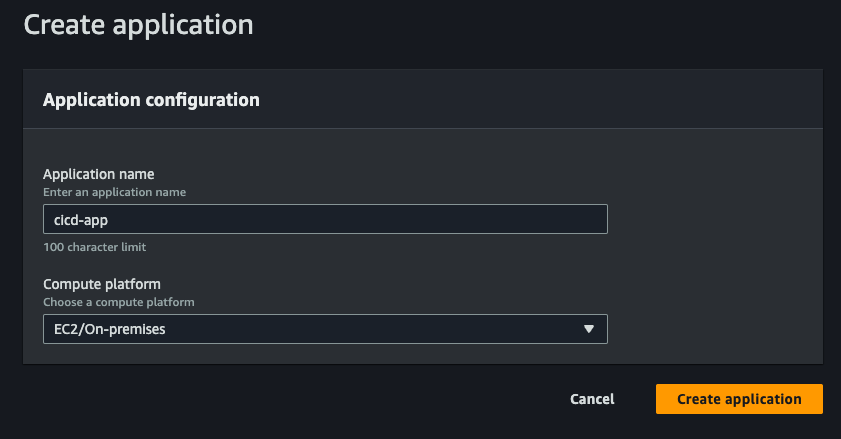 Create application
Application configuration
Application name
Enter an application name
cicd-app
100 character limit
Compute platform
Choose a compute platform
EC2/On-premises
Cancel
Create application